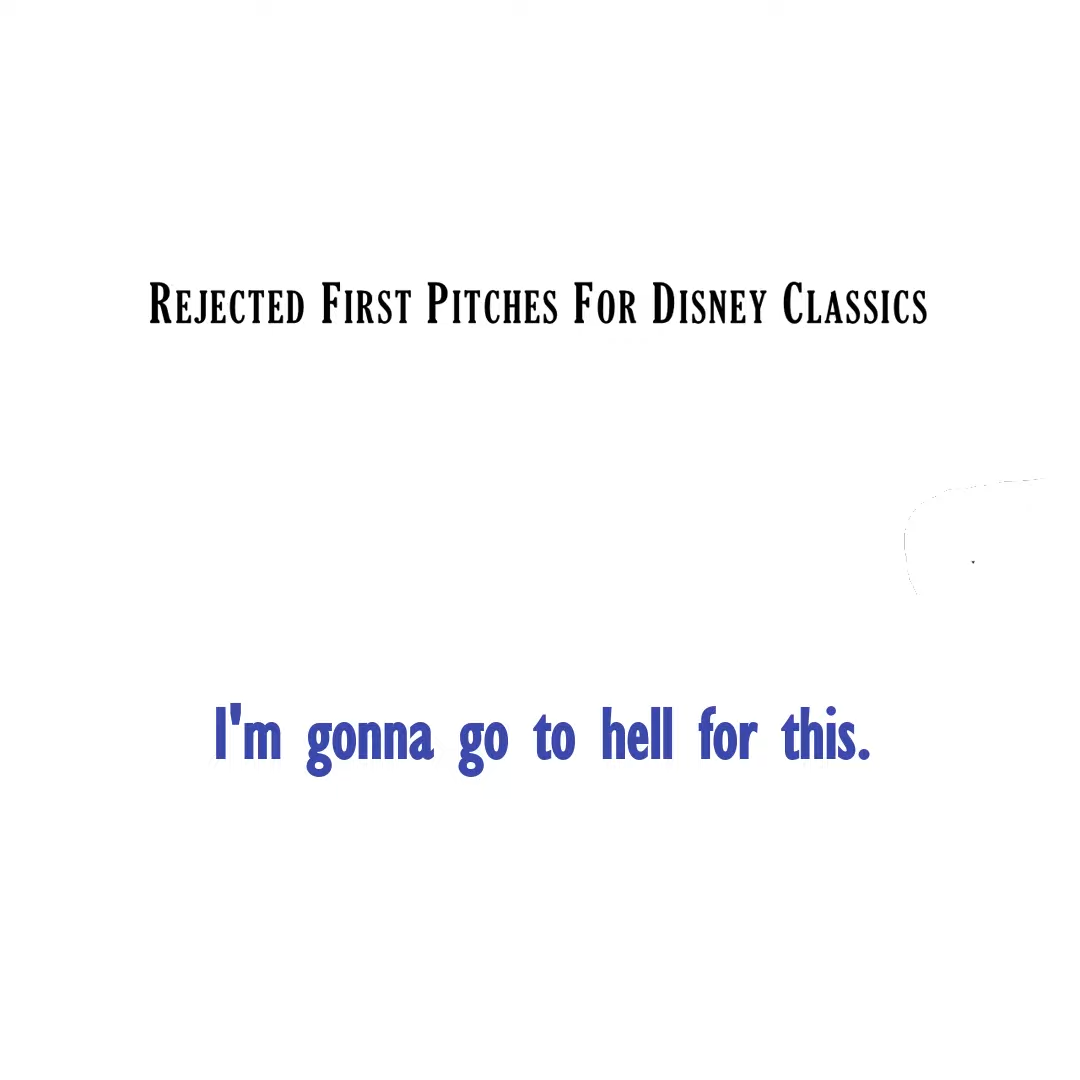 Rejected First Pitches For Disney Classics
I'm gonna go to hell for this.